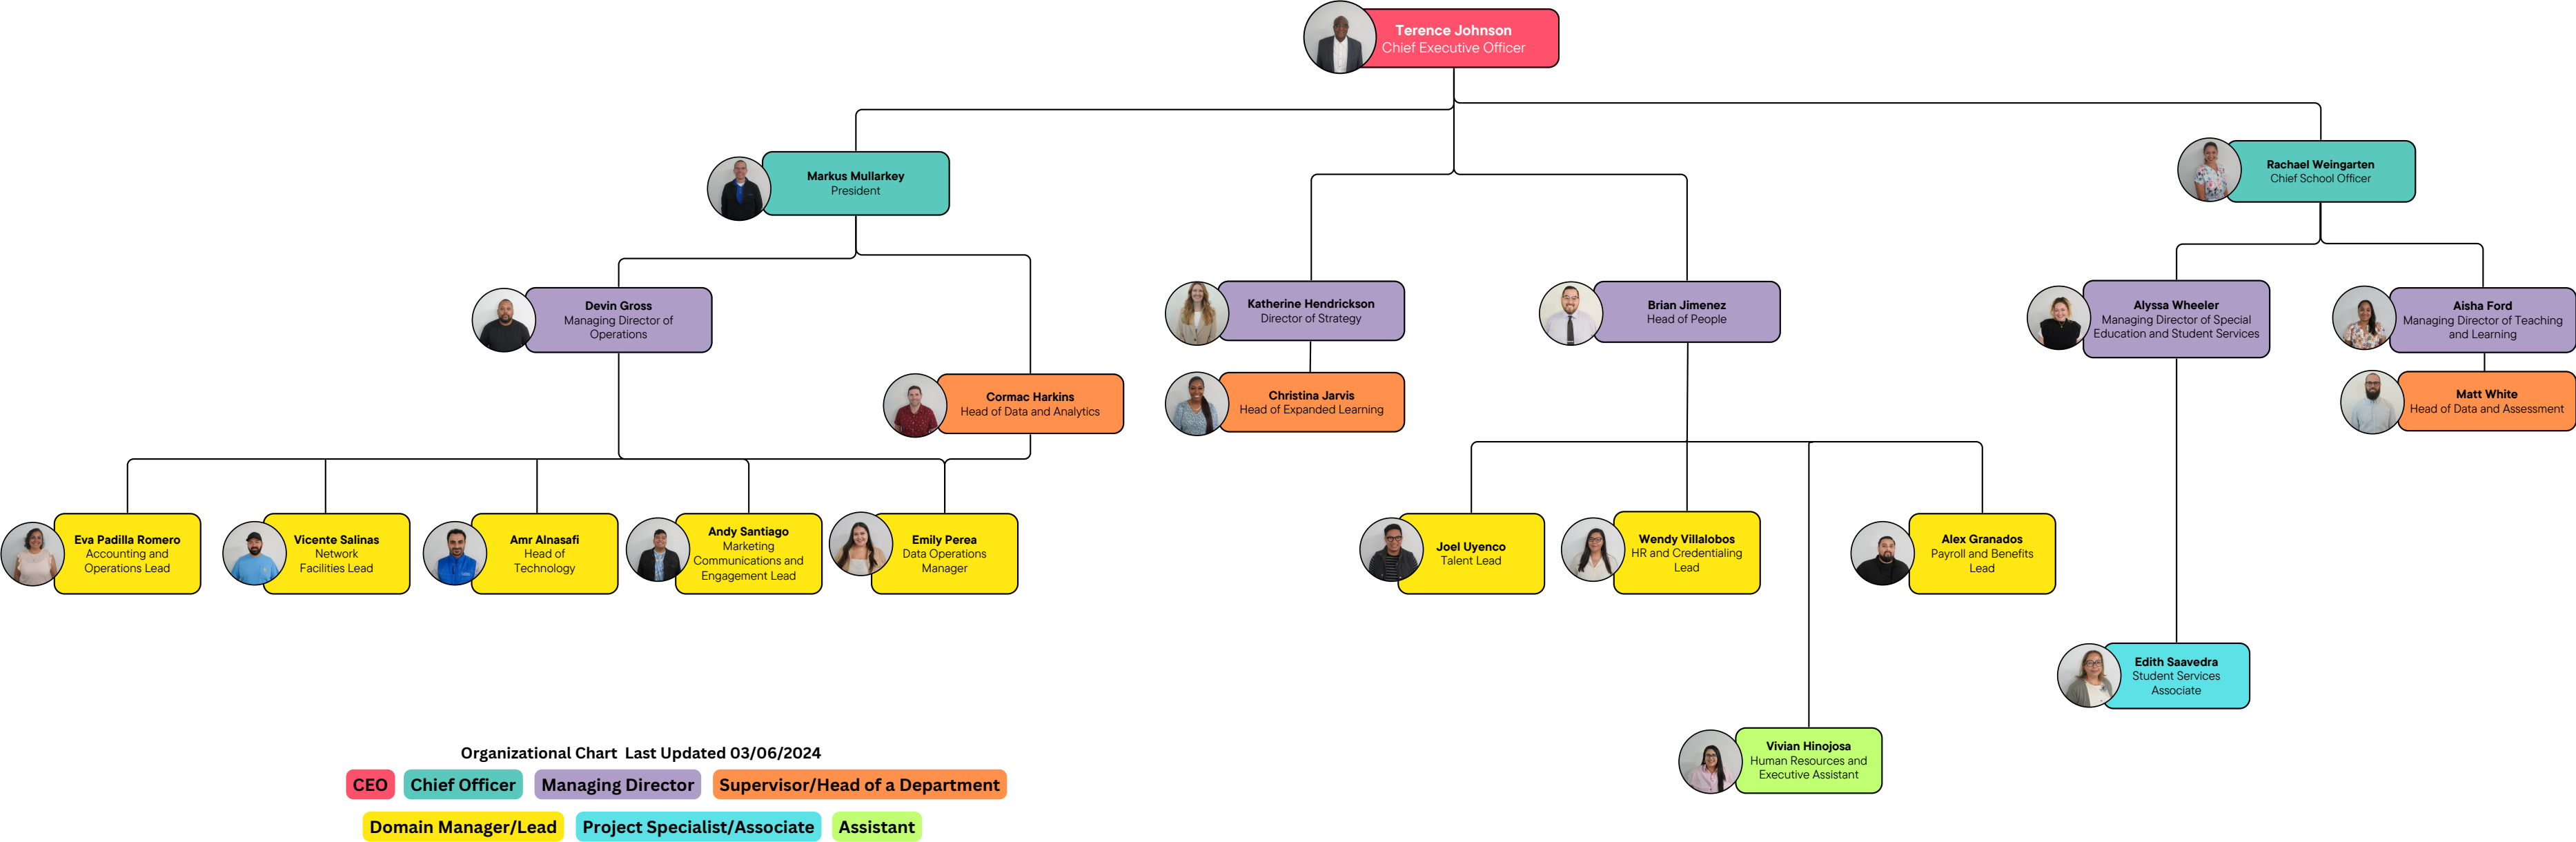 Terence Johnson
Chief Executive Officer
Markus Mullarkey
President
Rachael Weingarten
Chief School Officer
Devin Gross
Managing Director of
Operations
Cormac Harkins
Head of Data and Analytics
Katherine Hendrickson
Director of Strategy
Christina Jarvis
Head of Expanded Learning
Brian Jimenez
Head of People
Alyssa Wheeler
Managing Director of Special
Education and Student Services
Aisha Ford
Managing Director of Teaching
and Learning
Matt White
Head of Data and Assessment
Eva Padilla Romero
Accounting and
Operations Lead
Vicente Salinas
Network
Facilities Lead
Amr Alnasafi
Head of
Technology
Andy Santiago
Marketing
Communications and
Engagement Lead
Emily Perea
Data Operations
Manager
Joel Uyenco
Talent Lead
Wendy Villalobos
HR and Credentialing
Lead
Alex Granados
Payroll and Benefits
Lead
Edith Saavedra
Student Services
Associate
Vivian Hinojosa
Human Resources and
Executive Assistant
Organizational Chart Last Updated 03/06/2024
CEO
Chief Officer
Managing Director
Supervisor/Head of a Department
Domain Manager/Lead
Project Specialist/Associate
Assistant